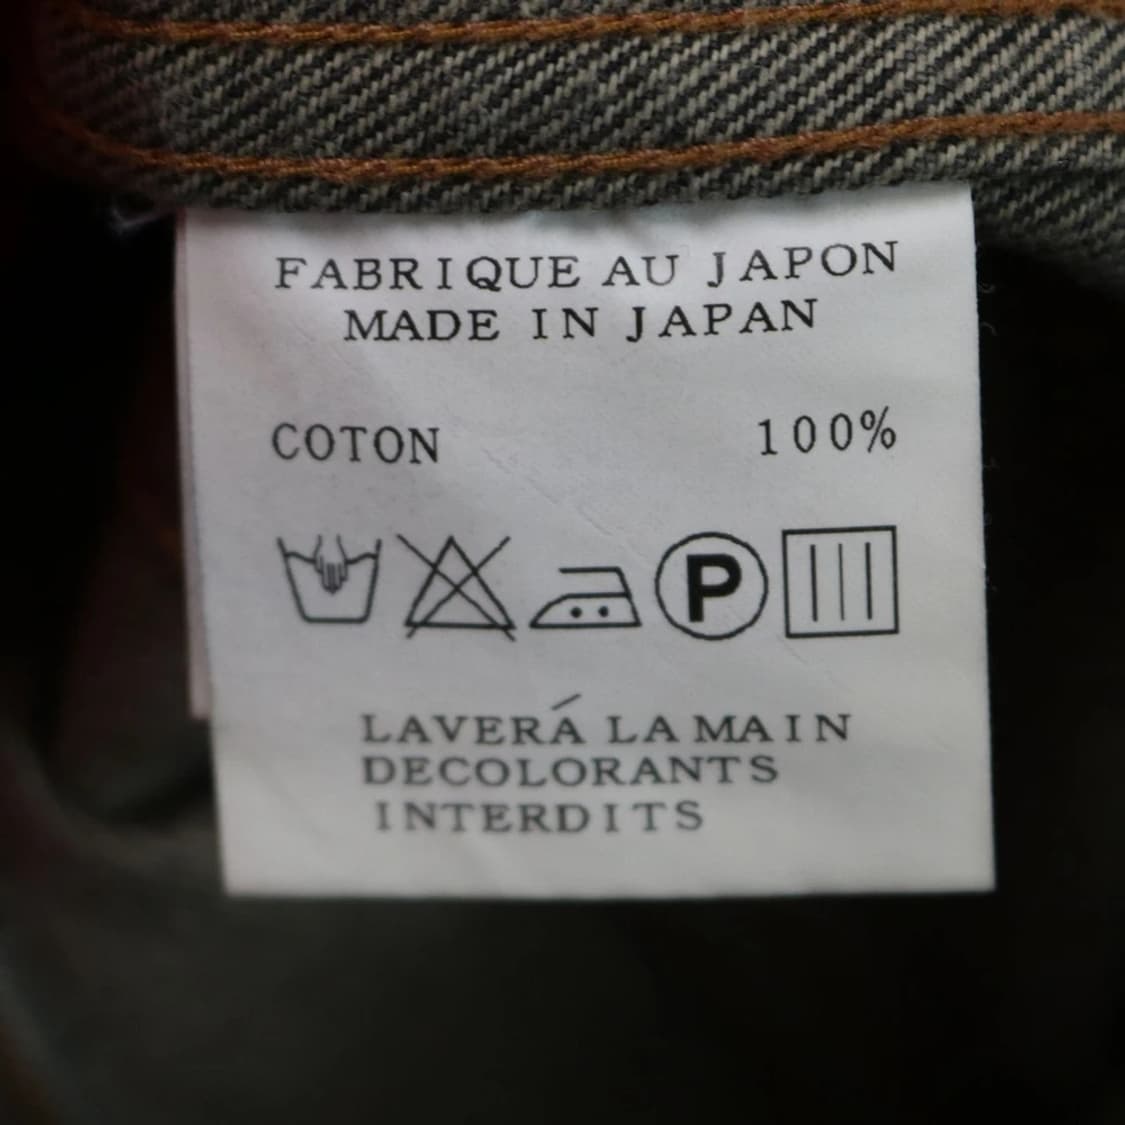 FABRIQUE AU JAPON
MADE IN JAPAN
COTON 100%
P
LAVERÁ LA MAIN
DECOLORANTS
INTERDITS